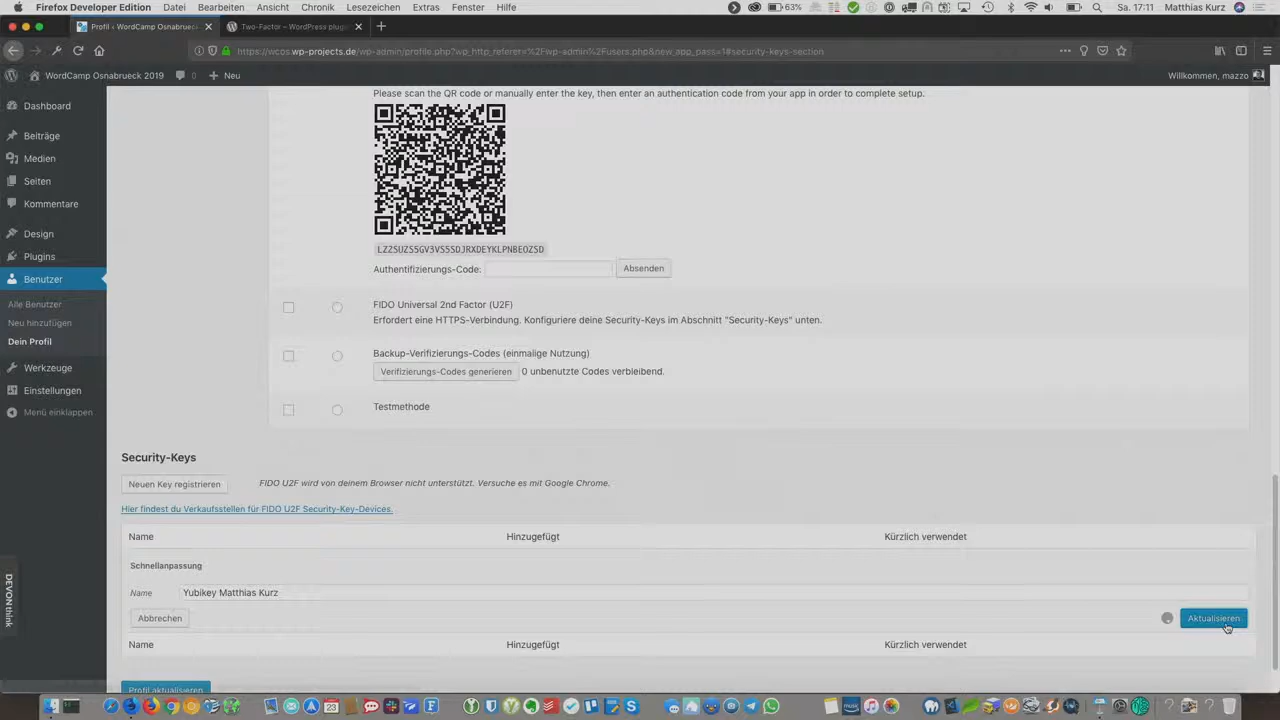 Firefox Developer Edition Datei Bearbeiten Ansicht Chronik Lesezeichen Extras Fenster Hilfe 63% Sa. 17:11 Matthias Kurz
Profil ‹ WordCamp Osnabrueck Two-Factor – WordPress plugin
https://wcos.wp-projects.de/wp-admin/profile.php?wp_http_referer=%2Fwp-admin%2Fusers.php&new_app_pass=1#security-keys-section
WordCamp Osnabrueck 2019 0 Neu Willkommen, mazzo
Please scan the QR code or manually enter the key, then enter an authentication code from your app in order to complete setup.
Dashboard
Beiträge
Medien
Seiten
Kommentare
Design
Plugins
Benutzer
Alle Benutzer
Neu hinzufügen
Dein Profil
Werkzeuge
Einstellungen
Menü einklappen
Authentifizierungs-Code: Absenden
FIDO Universal 2nd Factor (U2F)
Erfordert eine HTTPS-Verbindung. Konfiguriere deine Security-Keys im Abschnitt "Security-Keys" unten.
Backup-Verifizierungs-Codes (einmalige Nutzung)
Verifizierungs-Codes generieren 0 unbenutzte Codes verbleibend.
Testmethode
Security-Keys
Neuen Key registrieren FIDO U2F wird von deinem Browser nicht unterstützt. Versuche es mit Google Chrome.
Hier findest du Verkaufsstellen für FIDO U2F Security-Key-Devices.
Name Hinzugefügt Kürzlich verwendet
Schnellanpassung
Name Yubikey Matthias Kurz
Abbrechen Aktualisieren
Name Hinzugefügt Kürzlich verwendet
Profil aktualisieren
DEVONthink